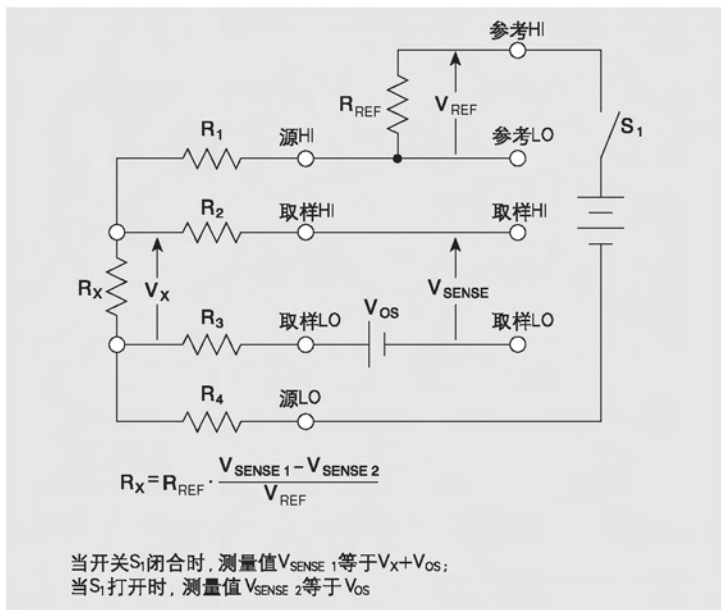 参考HI
R_REF
V_REF
S₁
R₁
源HI
参考LO
R₂
取样HI
取样HI
R_X
V_X
V_SENSE
R₃
取样LO
V_OS
取样LO
R₄
源LO
R_X = R_REF · (V_SENSE 1 − V_SENSE 2) / V_REF
当开关S₁闭合时, 测量值V_SENSE 1等于V_X+V_OS;
当S₁打开时, 测量值V_SENSE 2等于V_OS